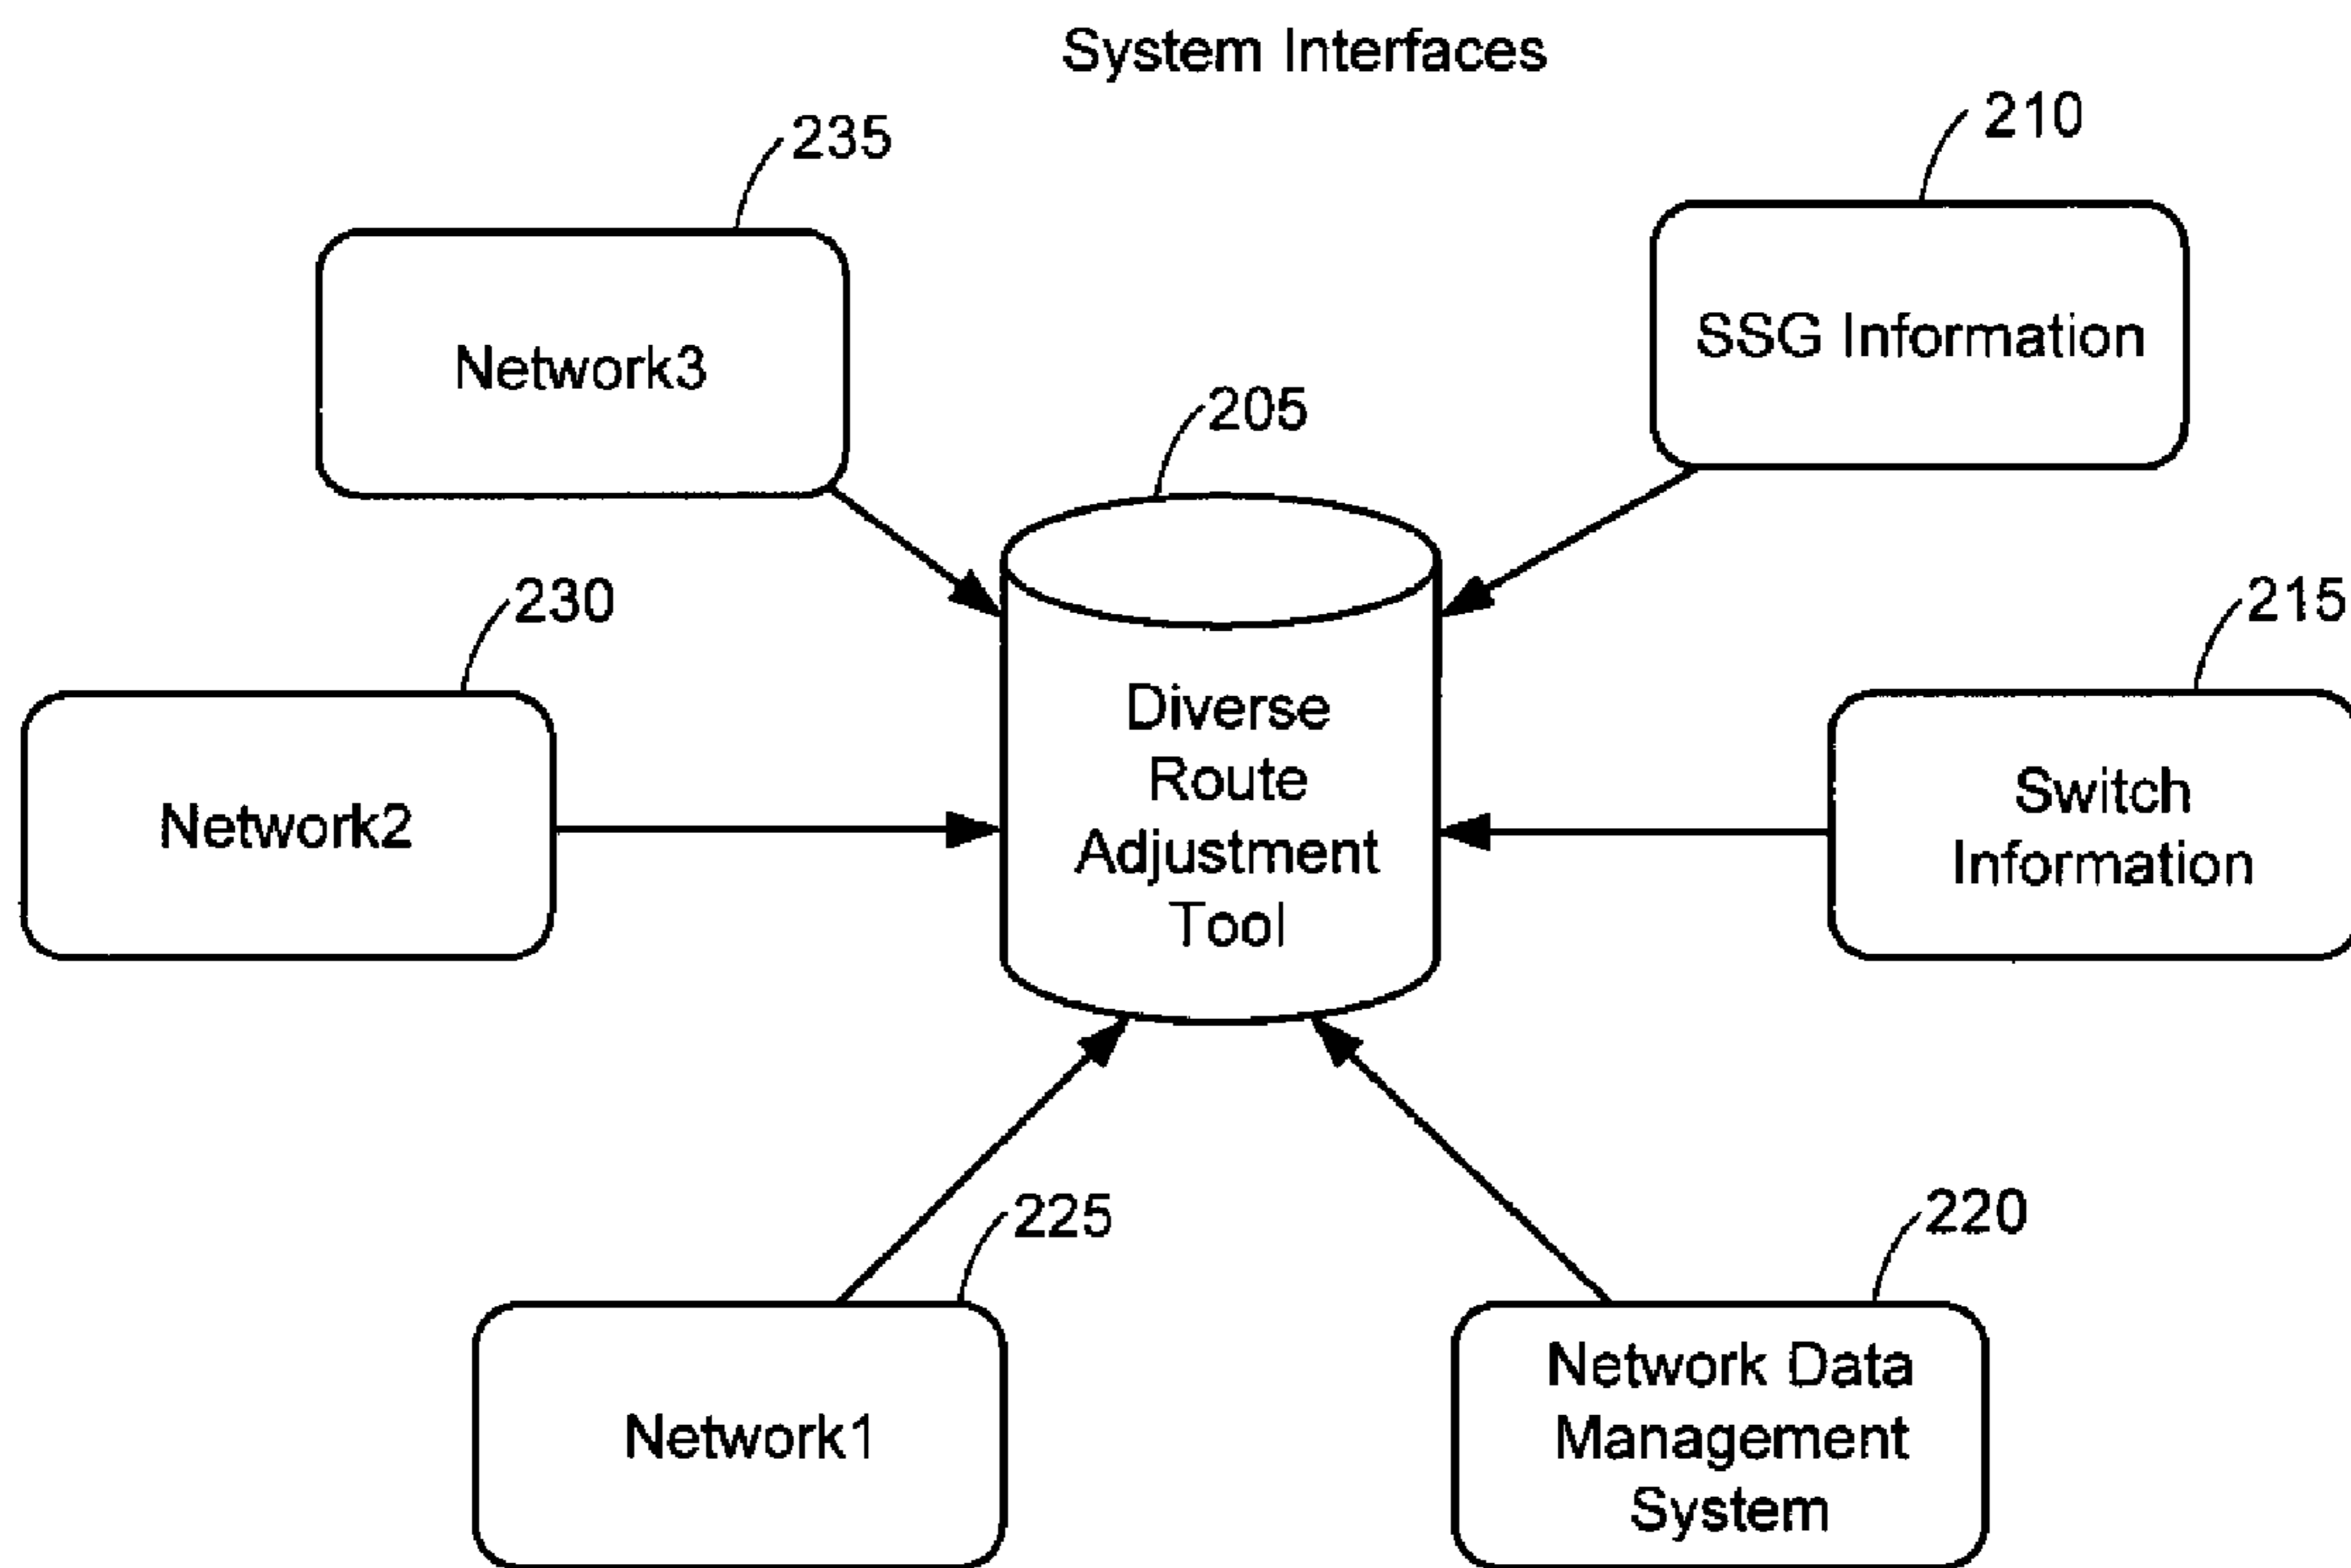 System Interfaces
235
210
Network3
SSG Information
205
230
215
Diverse
Route
Adjustment
Tool
Network2
Switch
Information
225
220
Network1
Network Data
Management
System